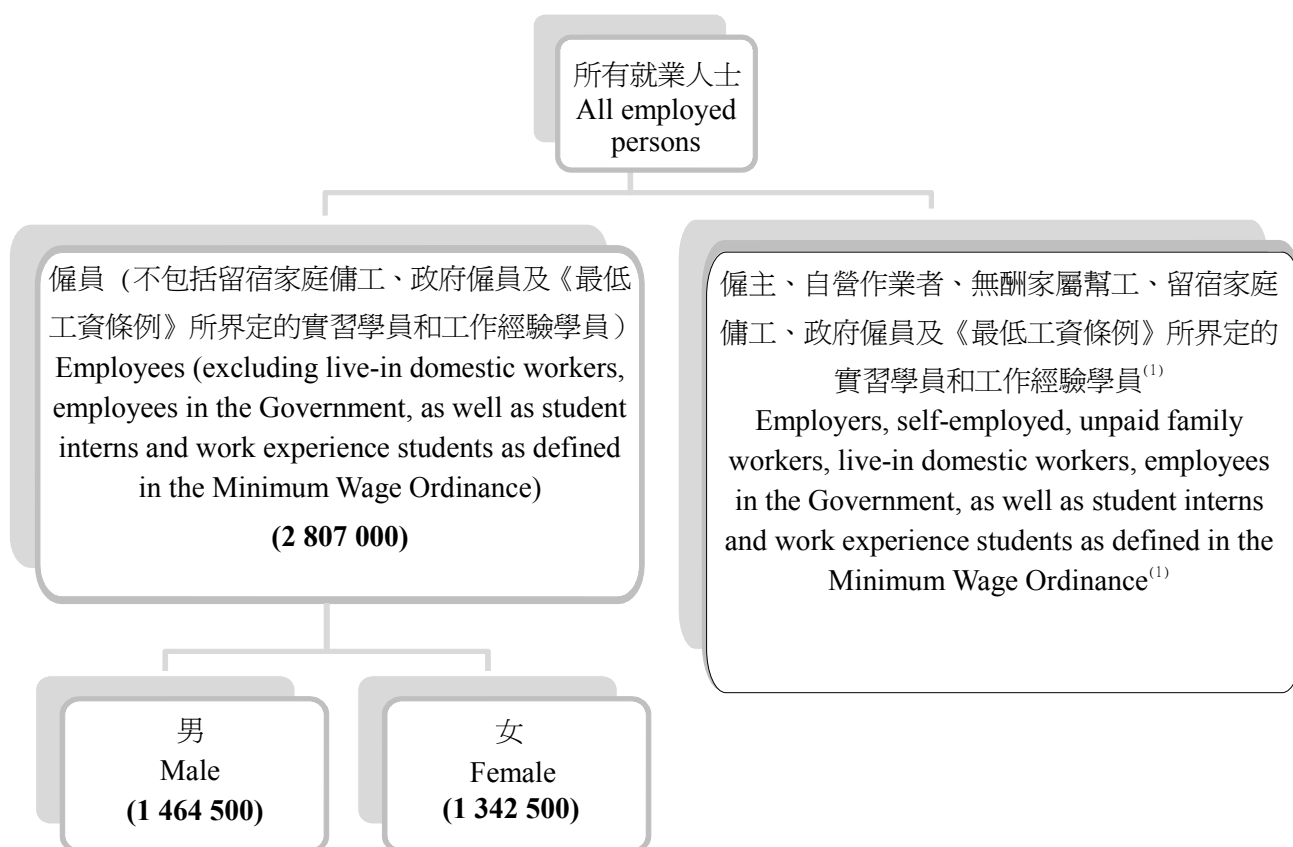 所有就業人士
All employed
persons
僱員（不包括留宿家庭傭工、政府僱員及《最低
工資條例》所界定的實習學員和工作經驗學員）
Employees (excluding live-in domestic workers,
employees in the Government, as well as student
interns and work experience students as defined
in the Minimum Wage Ordinance)
(2 807 000)
僱主、自營作業者、無酬家屬幫工、留宿家庭
傭工、政府僱員及《最低工資條例》所界定的
實習學員和工作經驗學員(1)
Employers, self-employed, unpaid family
workers, live-in domestic workers, employees
in the Government, as well as student interns
and work experience students as defined in the
Minimum Wage Ordinance(1)
男
Male
(1 464 500)
女
Female
(1 342 500)